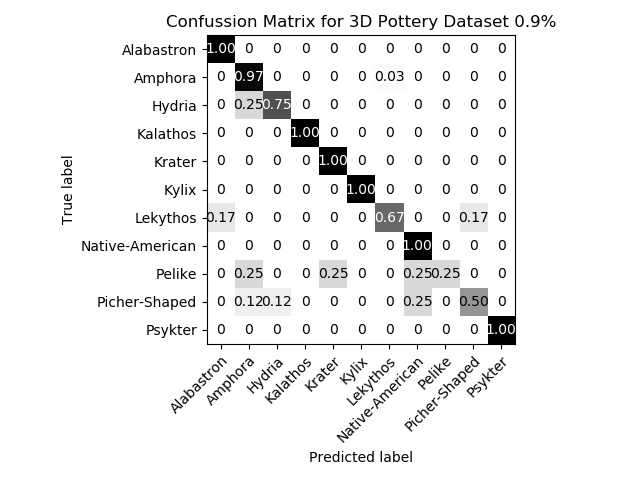 Confussion Matrix for 3D Pottery Dataset 0.9%
True label
Alabastron 1.00 0 0 0 0 0 0 0 0 0 0
Amphora 0 0.97 0 0 0 0 0.03 0 0 0 0
Hydria 0 0.25 0.75 0 0 0 0 0 0 0 0
Kalathos 0 0 0 1.00 0 0 0 0 0 0 0
Krater 0 0 0 0 1.00 0 0 0 0 0 0
Kylix 0 0 0 0 0 1.00 0 0 0 0 0
Lekythos 0.17 0 0 0 0 0 0.67 0 0 0.17 0
Native-American 0 0 0 0 0 0 0 1.00 0 0 0
Pelike 0 0.25 0 0 0.25 0 0 0.25 0.25 0 0
Picher-Shaped 0 0.12 0.12 0 0 0 0 0.25 0 0.50 0
Psykter 0 0 0 0 0 0 0 0 0 0 1.00
Alabastron Amphora Hydria Kalathos Krater Kylix Lekythos Native-American Pelike Picher-Shaped Psykter
Predicted label